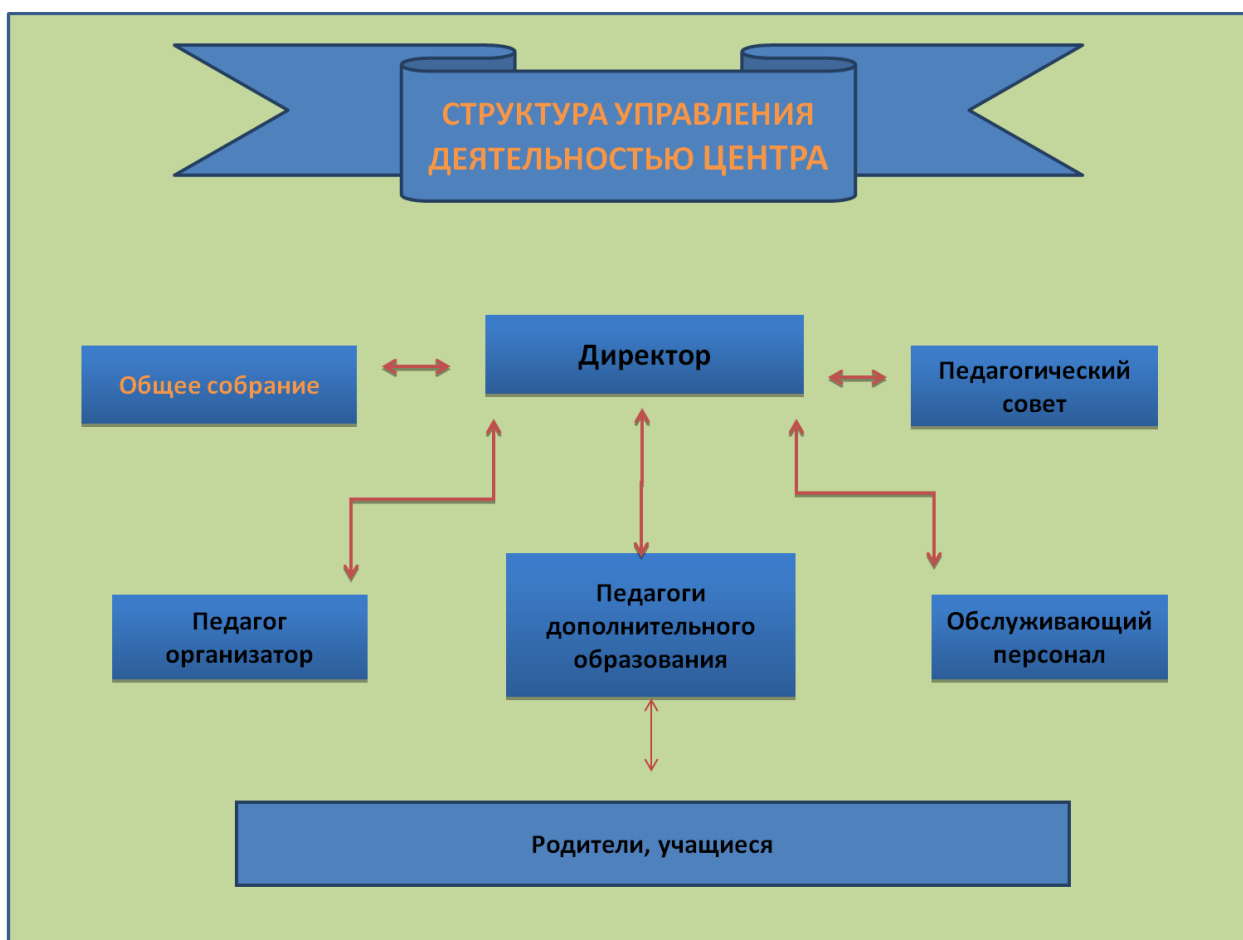 СТРУКТУРА УПРАВЛЕНИЯ
ДЕЯТЕЛЬНОСТЬЮ ЦЕНТРА
Директор
Общее собрание
Педагогический
совет
Педагог
организатор
Педагоги
дополнительного
образования
Обслуживающий
персонал
Родители, учащиеся